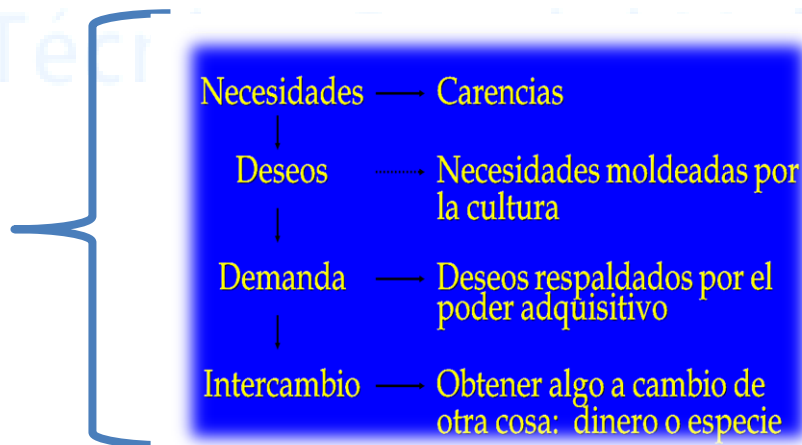 Necesidades Carencias
Deseos Necesidades moldeadas por
la cultura
Demanda Deseos respaldados por el
poder adquisitivo
Intercambio Obtener algo a cambio de
otra cosa: dinero o especie